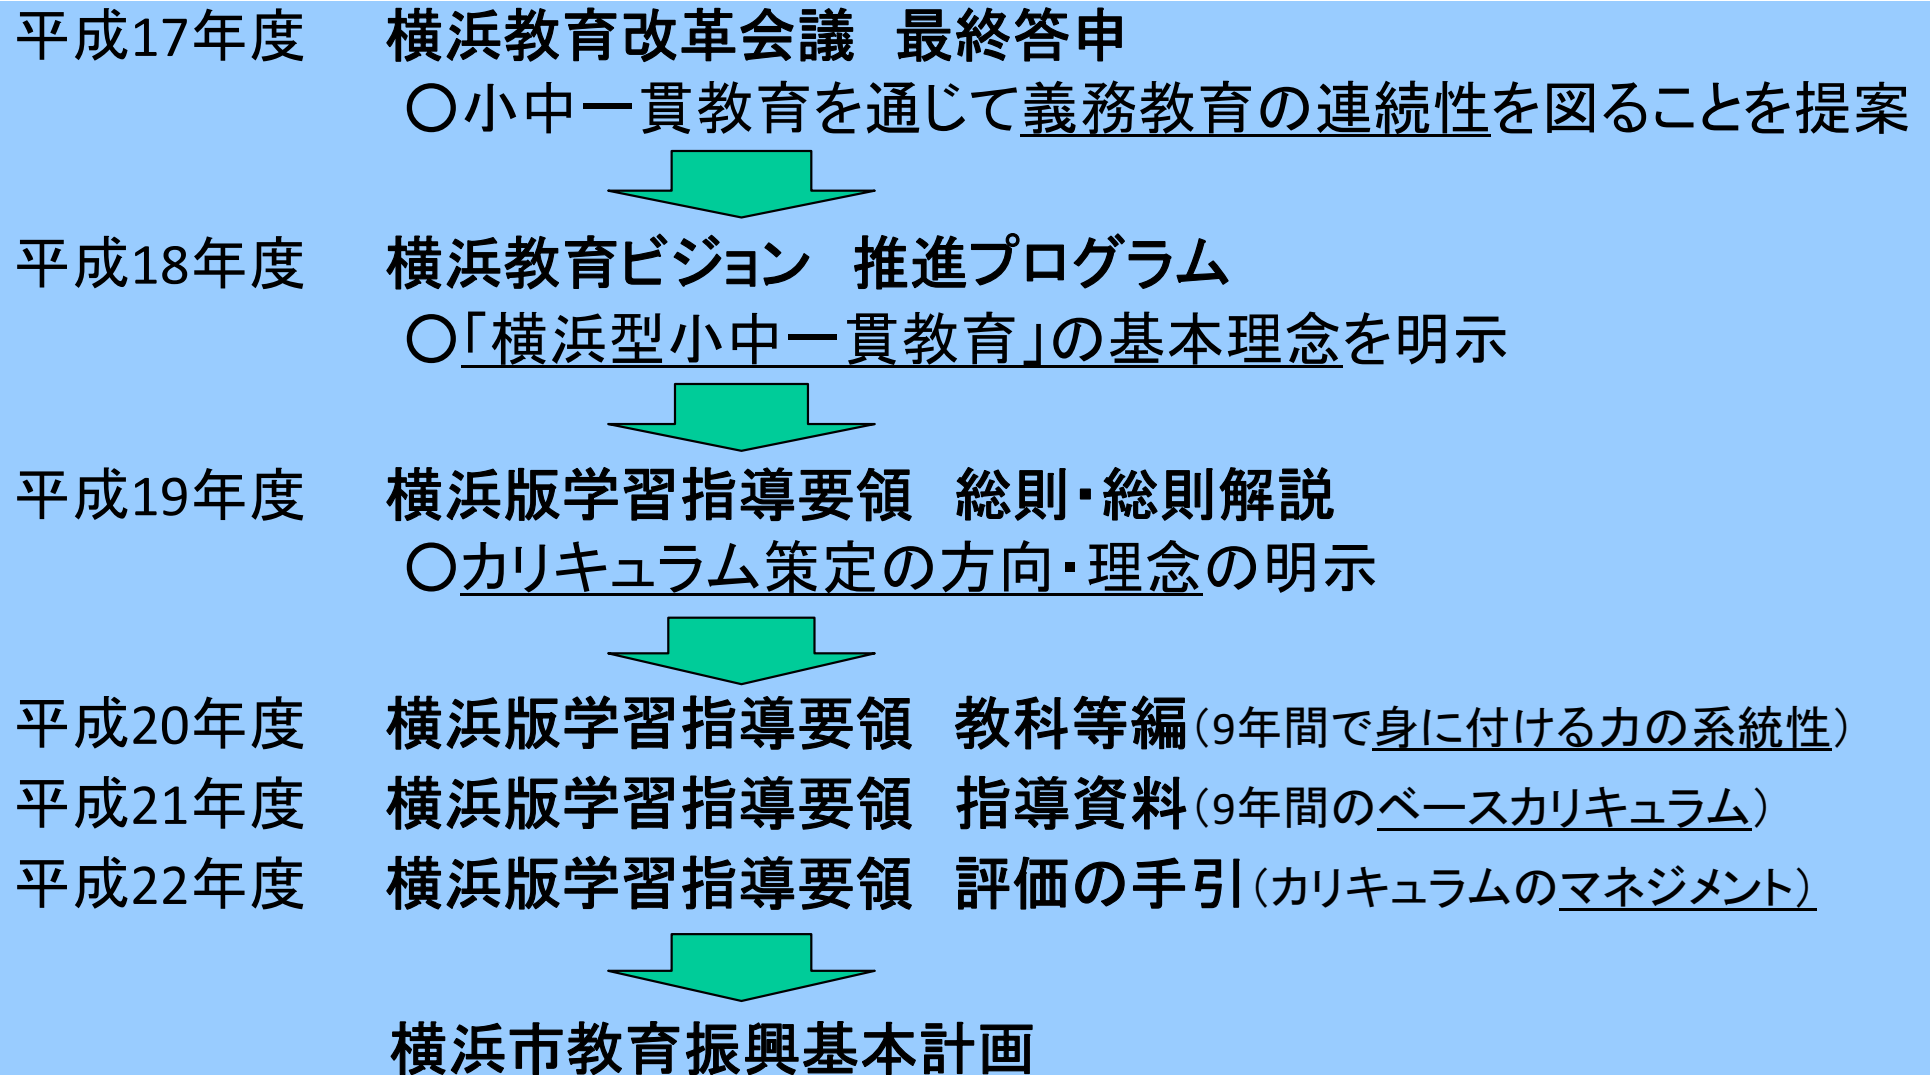 平成17年度　横浜教育改革会議　最終答申
○小中一貫教育を通じて義務教育の連続性を図ることを提案
平成18年度　横浜教育ビジョン　推進プログラム
○「横浜型小中一貫教育」の基本理念を明示
平成19年度　横浜版学習指導要領　総則・総則解説
○カリキュラム策定の方向・理念の明示
平成20年度　横浜版学習指導要領　教科等編（9年間で身に付ける力の系統性）
平成21年度　横浜版学習指導要領　指導資料（9年間のベースカリキュラム）
平成22年度　横浜版学習指導要領　評価の手引（カリキュラムのマネジメント）
横浜市教育振興基本計画